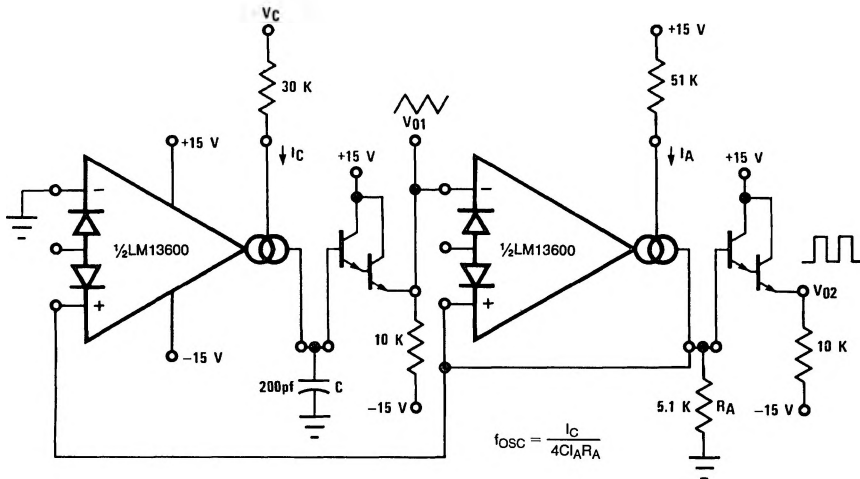 VC
30 K
IC
+15 V
−
½LM13600
+
−15 V
+15 V
V01
10 K
−15 V
200pf
C
+15 V
51 K
IA
+15 V
−
½LM13600
+
V02
10 K
−15 V
5.1 K
RA
fOSC = IC
4CIARA